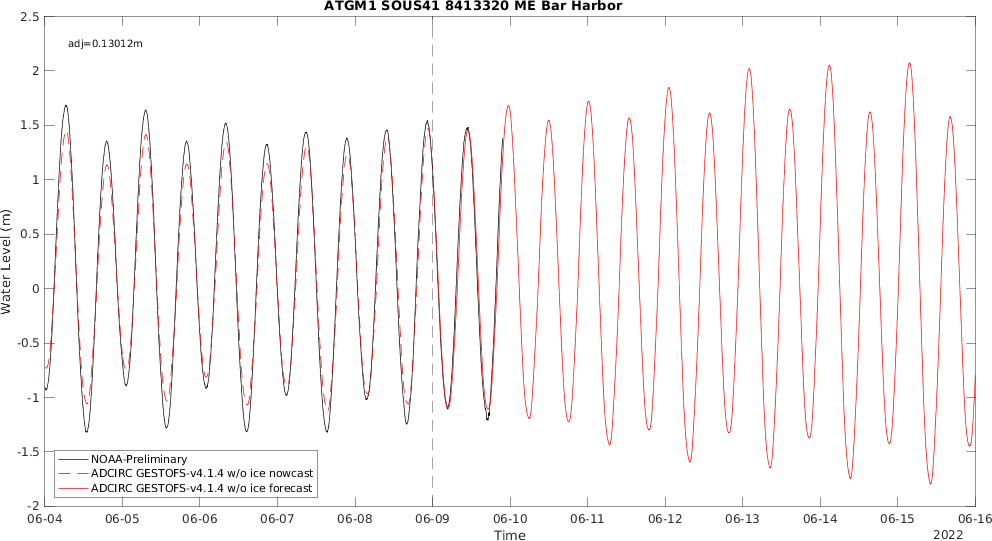 ATGM1 SOUS41 8413320 ME Bar Harbor
2.5
adj=0.13012m
2
1.5
1
0.5
0
-0.5
-1
-1.5
-2
Water Level (m)
NOAA-Preliminary
ADCIRC GESTOFS-v4.1.4 w/o ice nowcast
ADCIRC GESTOFS-v4.1.4 w/o ice forecast
06-04 06-05 06-06 06-07 06-08 06-09 06-10 06-11 06-12 06-13 06-14 06-15 06-16
Time
2022